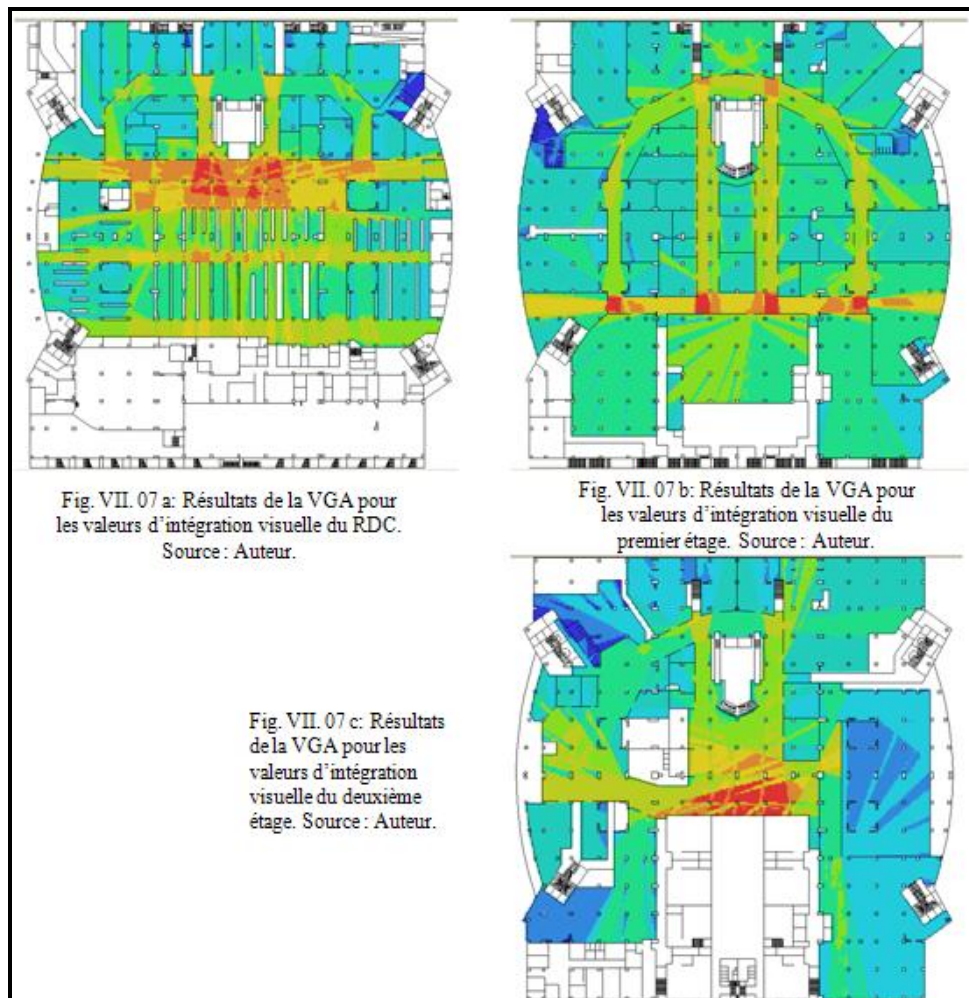 Fig. VII. 07 a: Résultats de la VGA pour
les valeurs d'intégration visuelle du RDC.
Source : Auteur.
Fig. VII. 07 b: Résultats de la VGA pour
les valeurs d'intégration visuelle du
premier étage. Source : Auteur.
Fig. VII. 07 c: Résultats
de la VGA pour les
valeurs d'intégration
visuelle du deuxième
étage. Source : Auteur.